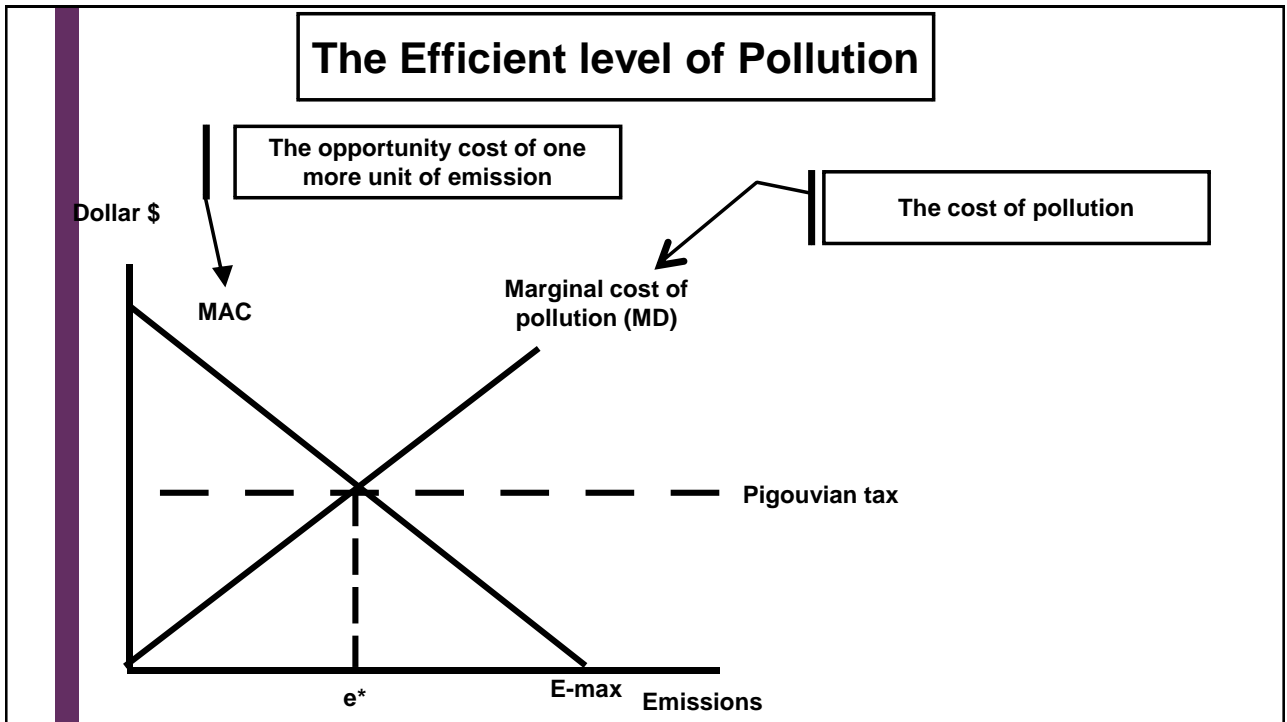 The Efficient level of Pollution
The opportunity cost of one
more unit of emission
The cost of pollution
Dollar $
MAC
Marginal cost of
pollution (MD)
Pigouvian tax
e*
E-max
Emissions